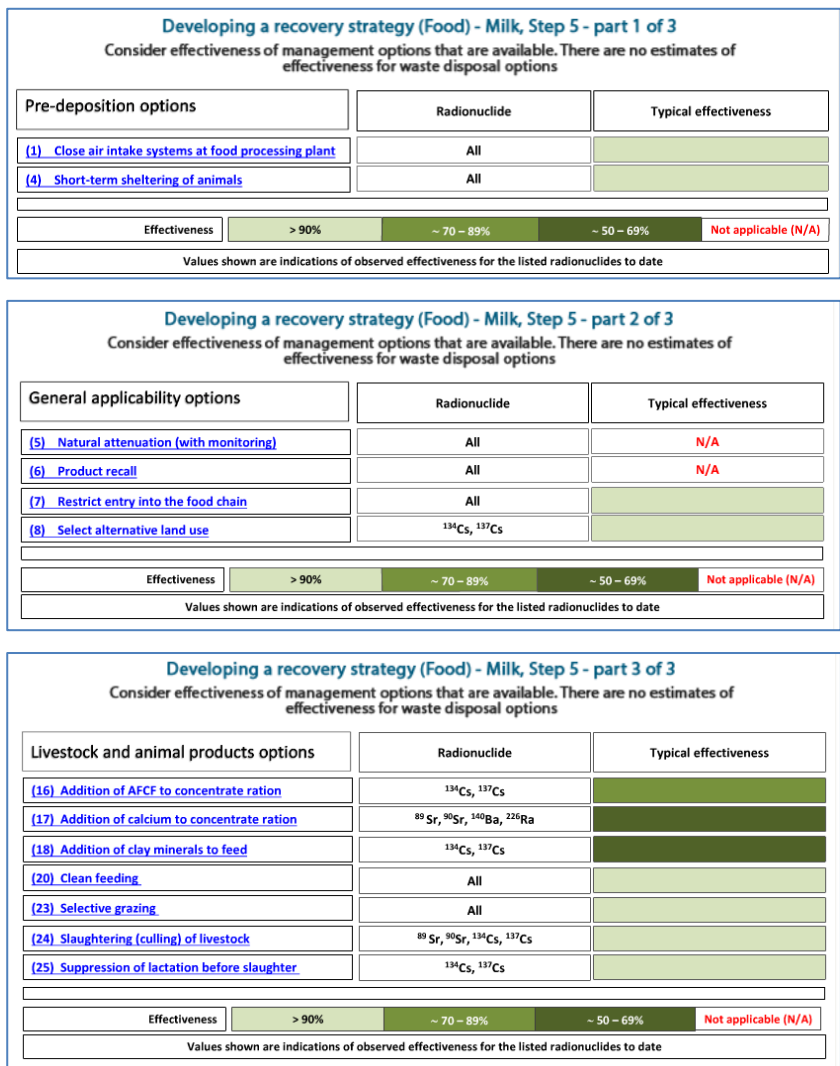 Developing a recovery strategy (Food) - Milk, Step 5 - part 1 of 3
Consider effectiveness of management options that are available. There are no estimates of
effectiveness for waste disposal options
Pre-deposition options Radionuclide Typical effectiveness
(1) Close air intake systems at food processing plant All
(4) Short-term sheltering of animals All
Effectiveness > 90% ~ 70 – 89% ~ 50 – 69% Not applicable (N/A)
Values shown are indications of observed effectiveness for the listed radionuclides to date
Developing a recovery strategy (Food) - Milk, Step 5 - part 2 of 3
Consider effectiveness of management options that are available. There are no estimates of
effectiveness for waste disposal options
General applicability options Radionuclide Typical effectiveness
(5) Natural attenuation (with monitoring) All N/A
(6) Product recall All N/A
(7) Restrict entry into the food chain All
(8) Select alternative land use ¹³⁴Cs, ¹³⁷Cs
Effectiveness > 90% ~ 70 – 89% ~ 50 – 69% Not applicable (N/A)
Values shown are indications of observed effectiveness for the listed radionuclides to date
Developing a recovery strategy (Food) - Milk, Step 5 - part 3 of 3
Consider effectiveness of management options that are available. There are no estimates of
effectiveness for waste disposal options
Livestock and animal products options Radionuclide Typical effectiveness
(16) Addition of AFCF to concentrate ration ¹³⁴Cs, ¹³⁷Cs
(17) Addition of calcium to concentrate ration ⁸⁹Sr, ⁹⁰Sr, ¹⁴⁰Ba, ²²⁶Ra
(18) Addition of clay minerals to feed ¹³⁴Cs, ¹³⁷Cs
(20) Clean feeding All
(23) Selective grazing All
(24) Slaughtering (culling) of livestock ⁸⁹Sr, ⁹⁰Sr, ¹³⁴Cs, ¹³⁷Cs
(25) Suppression of lactation before slaughter ¹³⁴Cs, ¹³⁷Cs
Effectiveness > 90% ~ 70 – 89% ~ 50 – 69% Not applicable (N/A)
Values shown are indications of observed effectiveness for the listed radionuclides to date